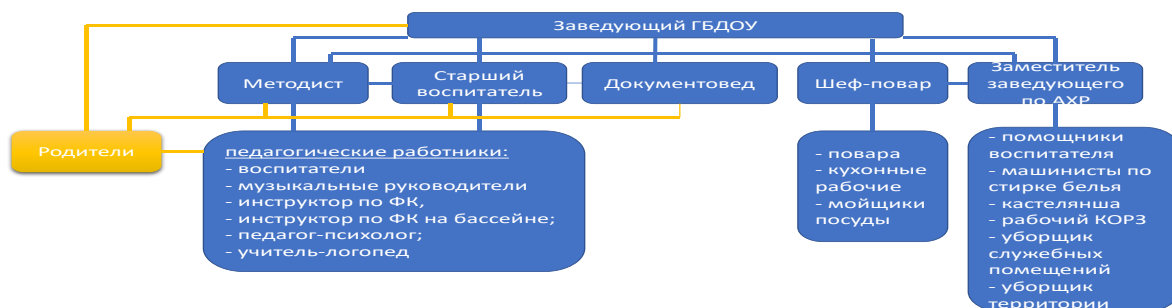 Заведующий ГБДОУ
Методист
Старший
воспитатель
Документовед
Шеф-повар
Заместитель
заведующего
по АХР
Родители
педагогические работники:
- воспитатели
- музыкальные руководители
- инструктор по ФК,
- инструктор по ФК на бассейне;
- педагог-психолог;
- учитель-логопед
- повара
- кухонные
рабочие
- мойщики
посуды
- помощники
воспитателя
- машинисты по
стирке белья
- кастелянша
- рабочий КОРЗ
- уборщик
служебных
помещений
- уборщик
территории